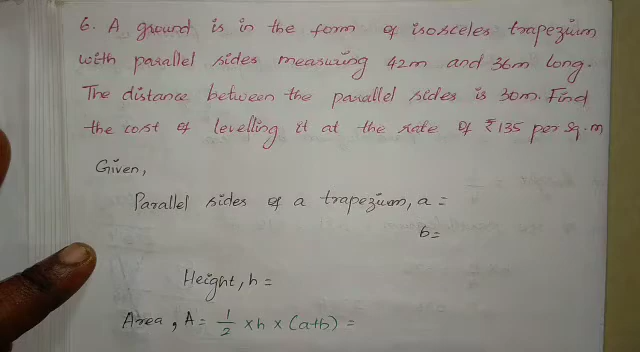 6. A ground is in the form of isosceles trapezium
with parallel sides measuring 42m and 36m long.
The distance between the parallel sides is 30m. Find
the cost of levelling it at the rate of ₹135 per sq.m
Given,
Parallel sides of a trapezium, a =
b=
Height, h =
Area, A = 1/2 × h × (a+b) =